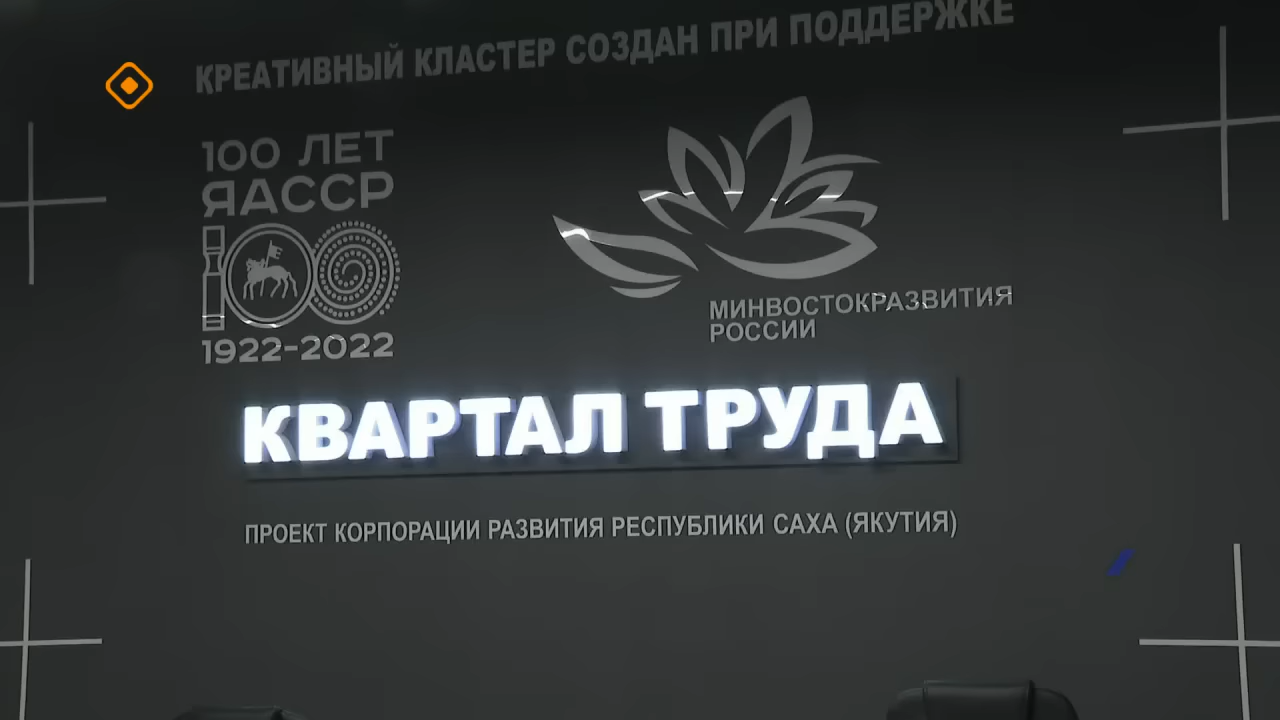 КРЕАТИВНЫЙ КЛАСТЕР СОЗДАН ПРИ ПОДДЕРЖКЕ
100 ЛЕТ
ЯАССР
100
1922-2022
МИНВОСТОКРАЗВИТИЯ
РОССИИ
КВАРТАЛ ТРУДА
ПРОЕКТ КОРПОРАЦИИ РАЗВИТИЯ РЕСПУБЛИКИ САХА (ЯКУТИЯ)